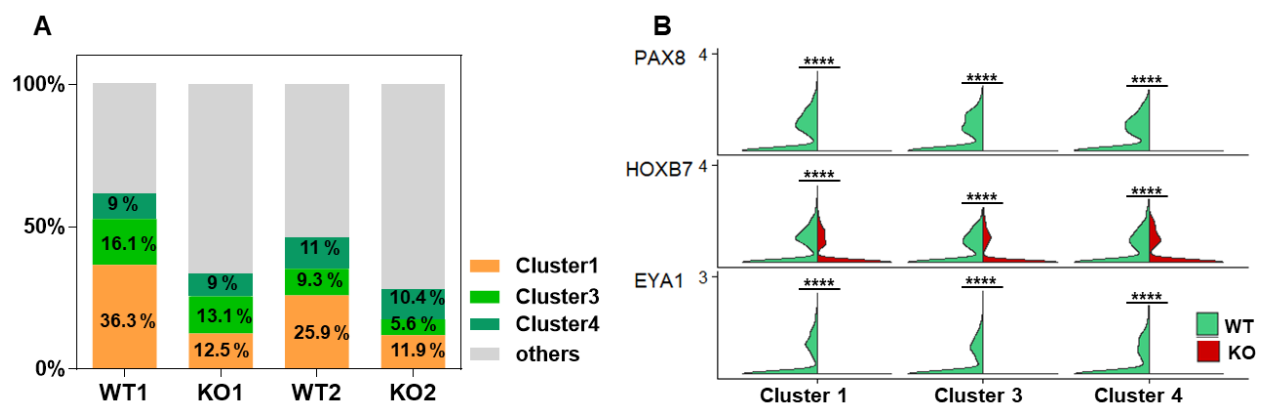 A
100%
50%
0%
9 %
16.1 %
36.3 %
9 %
13.1 %
12.5 %
11 %
9.3 %
25.9 %
10.4 %
5.6 %
11.9 %
WT1 KO1 WT2 KO2
Cluster1
Cluster3
Cluster4
others
B
PAX8 4
**** **** ****
HOXB7 4
**** **** ****
EYA1 3
**** **** ****
WT
KO
Cluster 1 Cluster 3 Cluster 4